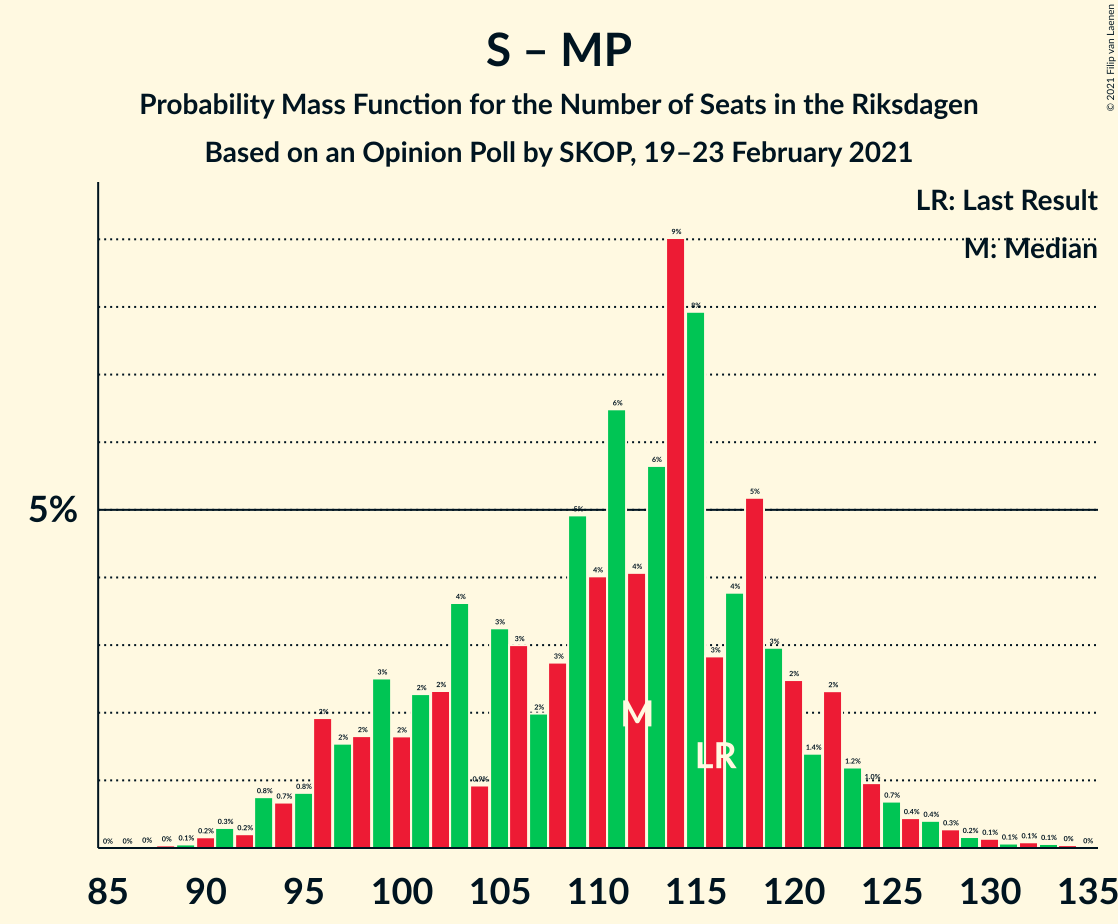 S – MP
Probability Mass Function for the Number of Seats in the Riksdagen
Based on an Opinion Poll by SKOP, 19–23 February 2021
© 2021 Filip van Laenen
LR: Last Result
M: Median
5%
0% 0% 0% 0% 0.1% 0.2% 0.3% 0.2% 0.8% 0.7% 0.8% 2% 2% 2% 3% 2% 2% 2% 4% 0.9% 3% 3% 2% 3% 5% 4% 6% 4% 6% 9% 8% 3% 4% 5% 3% 2% 1.4% 2% 1.2% 1.0% 0.7% 0.4% 0.4% 0.3% 0.2% 0.1% 0.1% 0.1% 0.1% 0% 0%
M
LR
85 90 95 100 105 110 115 120 125 130 135